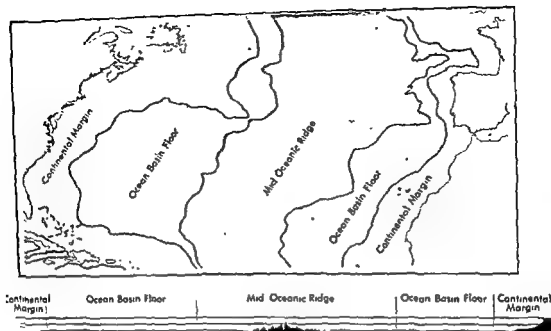 Continental Margin
Ocean Basin Floor
Mid Oceanic Ridge
Ocean Basin Floor
Continental Margin
Continental Margin
Ocean Basin Floor
Mid Oceanic Ridge
Ocean Basin Floor
Continental Margin